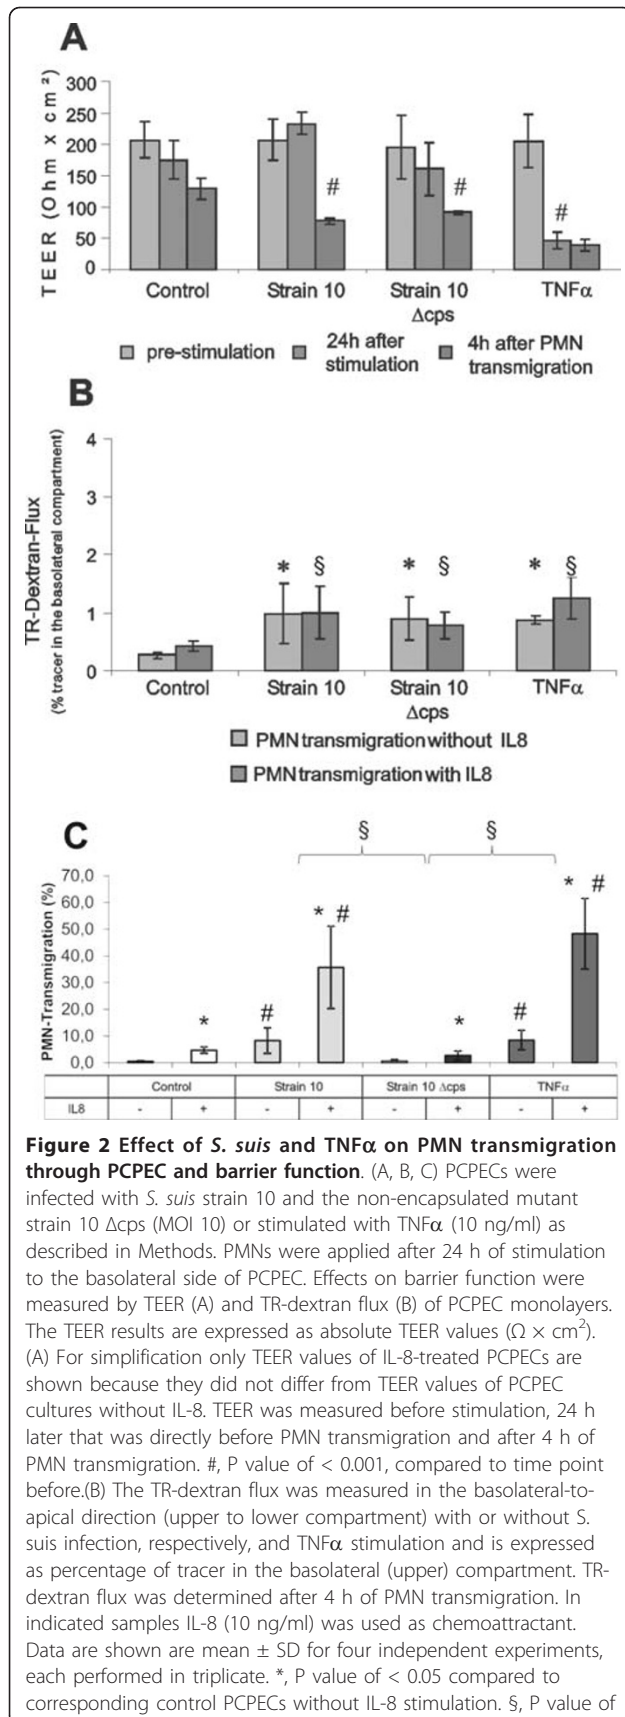 A
TEER (Ohm x cm²)
300
250
200
150
100
50
0
#
#
#
Control
Strain 10
Strain 10
Δcps
TNFα
pre-stimulation
24h after
stimulation
4h after PMN
transmigration
B
TR-Dextran-Flux
(% tracer in the basolateral compartment)
4
3
2
1
0
* §
* §
* §
Control
Strain 10
Strain 10
Δcps
TNFα
PMN transmigration without IL8
PMN transmigration with IL8
C
§
§
PMN-Transmigration (%)
70,0
60,0
50,0
40,0
30,0
20,0
10,0
0,0
*
#
* #
*
#
* #
Control Strain 10 Strain 10 Δcps TNFα
IL8 - + - + - + - +
Figure 2 Effect of S. suis and TNFα on PMN transmigration
through PCPEC and barrier function. (A, B, C) PCPECs were
infected with S. suis strain 10 and the non-encapsulated mutant
strain 10 Δcps (MOI 10) or stimulated with TNFα (10 ng/ml) as
described in Methods. PMNs were applied after 24 h of stimulation
to the basolateral side of PCPEC. Effects on barrier function were
measured by TEER (A) and TR-dextran flux (B) of PCPEC monolayers.
The TEER results are expressed as absolute TEER values (Ω × cm²).
(A) For simplification only TEER values of IL-8-treated PCPECs are
shown because they did not differ from TEER values of PCPEC
cultures without IL-8. TEER was measured before stimulation, 24 h
later that was directly before PMN transmigration and after 4 h of
PMN transmigration. #, P value of < 0.001, compared to time point
before.(B) The TR-dextran flux was measured in the basolateral-to-
apical direction (upper to lower compartment) with or without S.
suis infection, respectively, and TNFα stimulation and is expressed
as percentage of tracer in the basolateral (upper) compartment. TR-
dextran flux was determined after 4 h of PMN transmigration. In
indicated samples IL-8 (10 ng/ml) was used as chemoattractant.
Data are shown are mean ± SD for four independent experiments,
each performed in triplicate. *, P value of < 0.05 compared to
corresponding control PCPECs without IL-8 stimulation. §, P value of